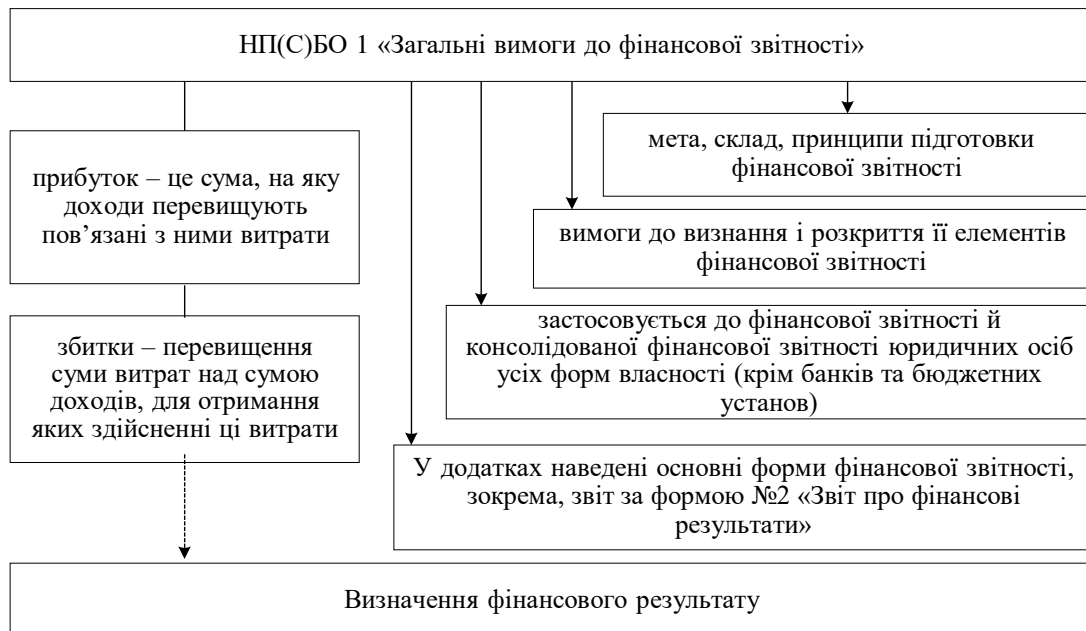 НП(С)БО 1 «Загальні вимоги до фінансової звітності»
прибуток – це сума, на яку
доходи перевищують
пов’язані з ними витрати
збитки – перевищення
суми витрат над сумою
доходів, для отримання
яких здійсненні ці витрати
мета, склад, принципи підготовки
фінансової звітності
вимоги до визнання і розкриття її елементів
фінансової звітності
застосовується до фінансової звітності й
консолідованої фінансової звітності юридичних осіб
усіх форм власності (крім банків та бюджетних
установ)
У додатках наведені основні форми фінансової звітності,
зокрема, звіт за формою №2 «Звіт про фінансові
результати»
Визначення фінансового результату